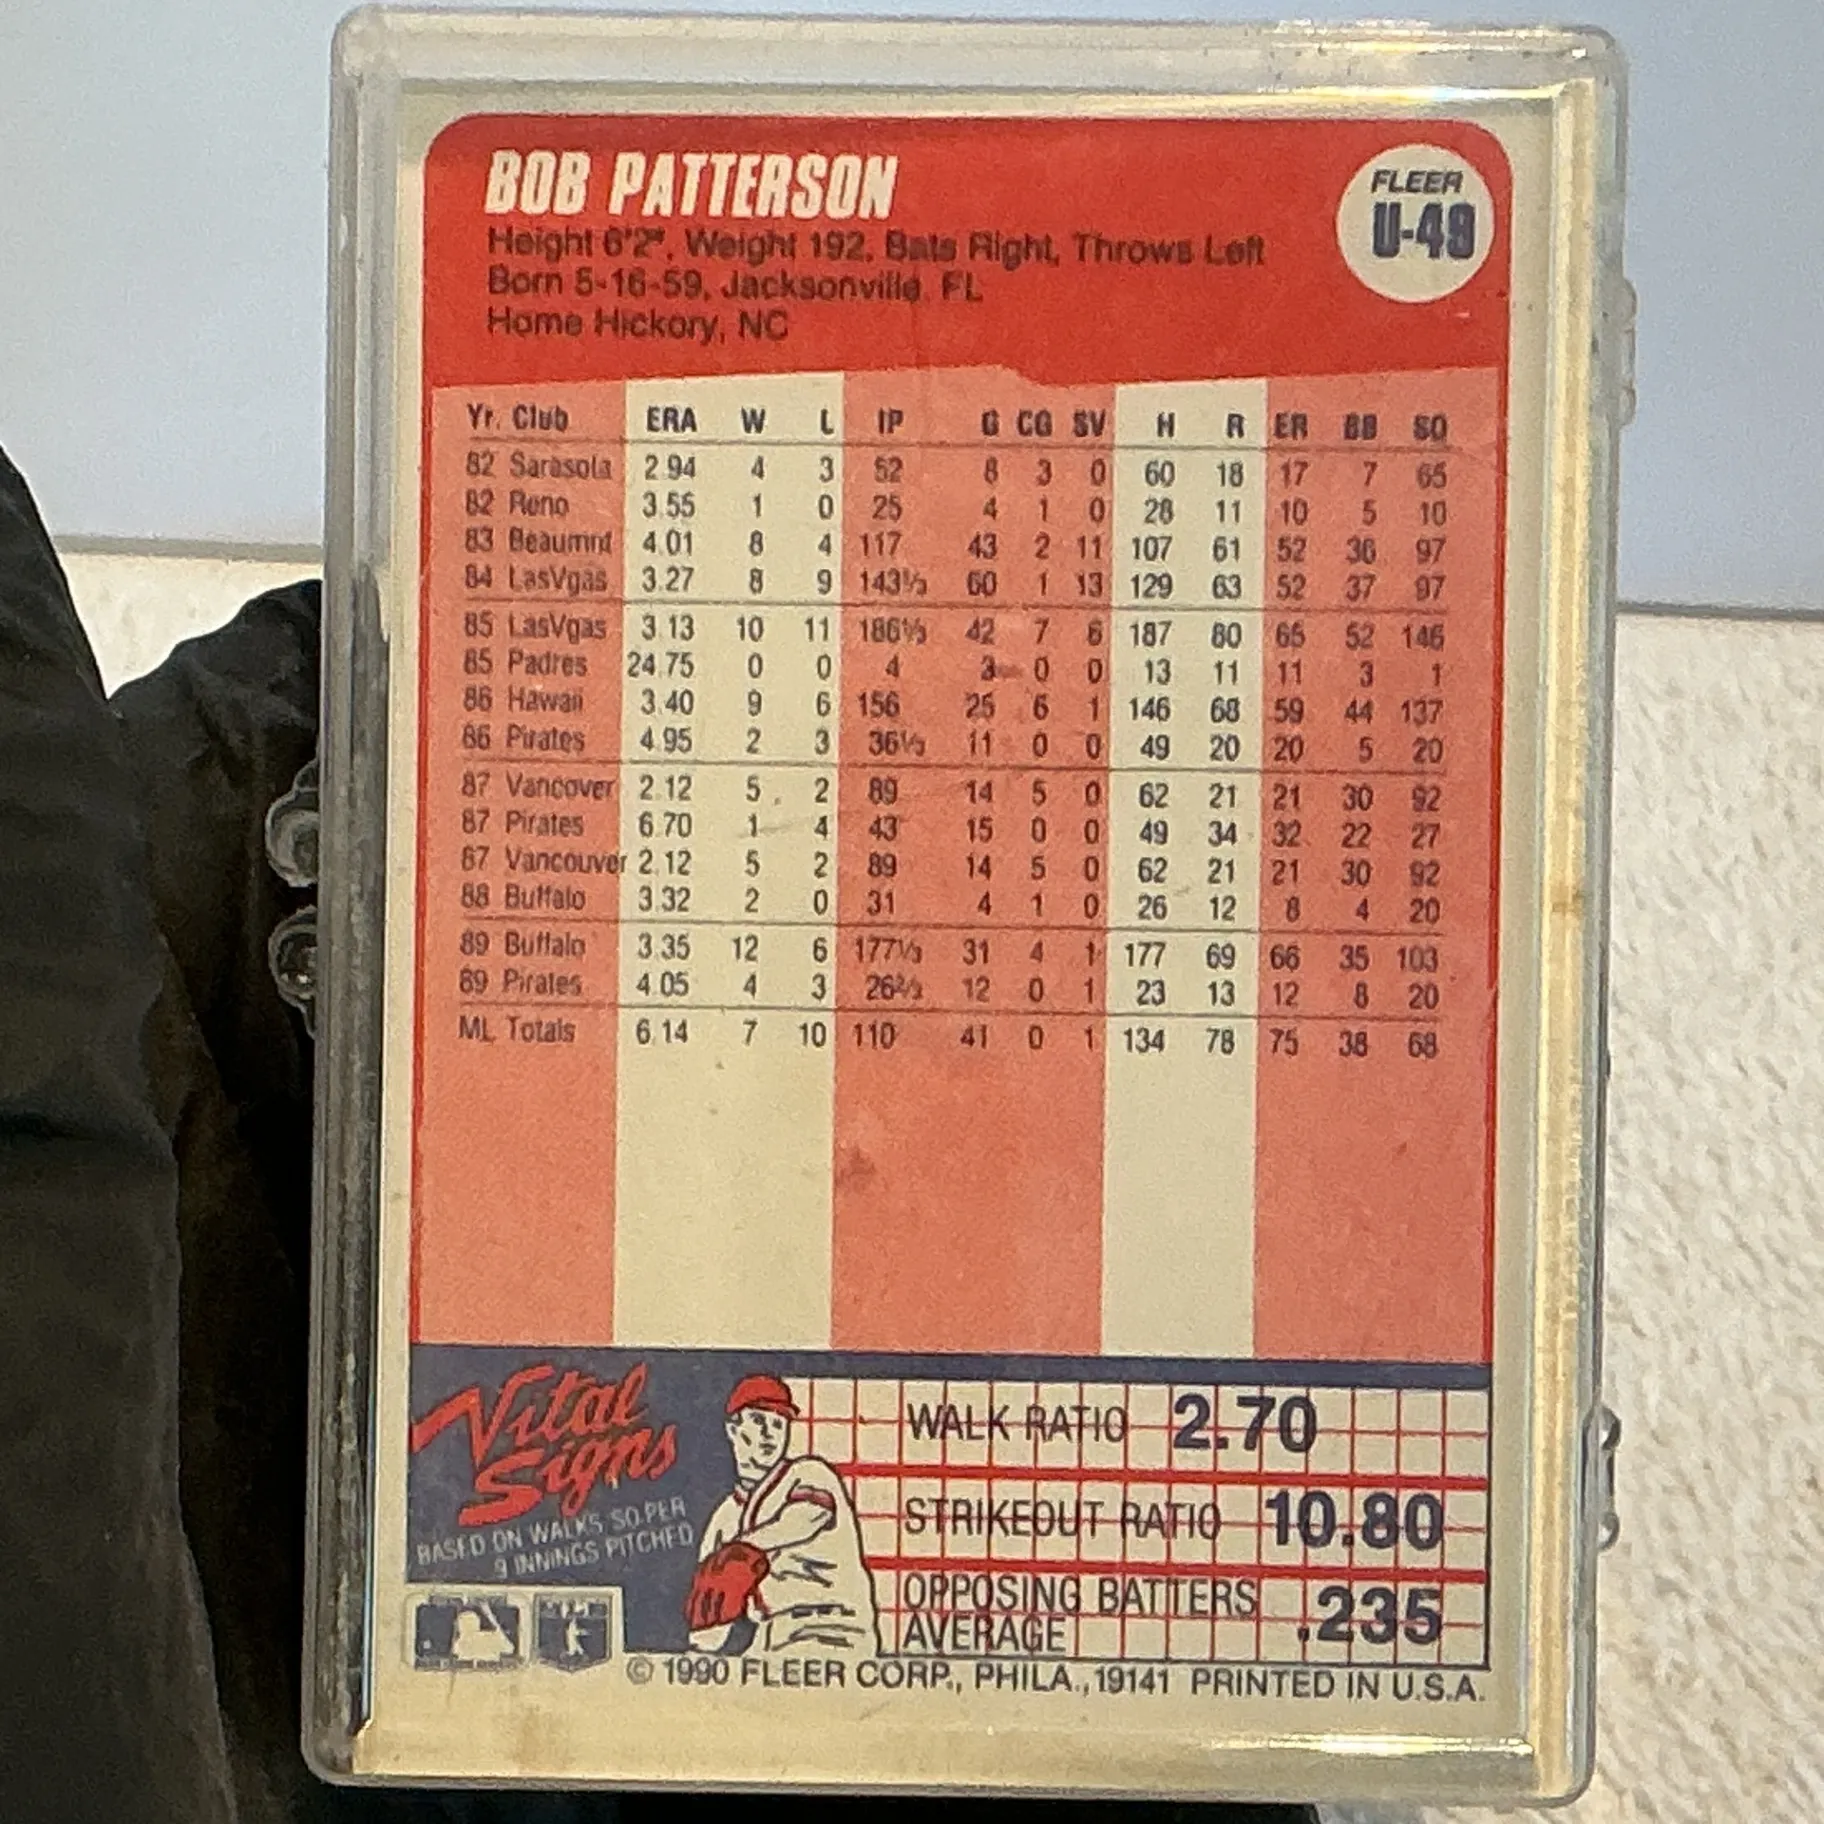 BOB PATTERSON
FLEER
U-49
Height 6'2", Weight 192, Bats Right, Throws Left
Born 5-16-59, Jacksonville, FL
Home Hickory, NC
Yr. Club ERA W L IP G CG SV H R ER BB SO
82 Sarasota 2.94 4 3 52 8 3 0 60 18 17 7 65
82 Reno 3.55 1 0 25 4 1 0 28 11 10 5 10
83 Beaumnt 4.01 8 4 117 43 2 11 107 61 52 36 97
84 LasVgas 3.27 8 9 143⅓ 60 1 13 129 63 52 37 97
85 LasVgas 3.13 10 11 186⅓ 42 7 6 187 80 65 52 146
85 Padres 24.75 0 0 4 3 0 0 13 11 11 3 1
86 Hawaii 3.40 9 6 156 25 6 1 146 68 59 44 137
86 Pirates 4.95 2 3 36⅓ 11 0 0 49 20 20 5 20
87 Vancover 2.12 5 2 89 14 5 0 62 21 21 30 92
87 Pirates 6.70 1 4 43 15 0 0 49 34 32 22 27
87 Vancouver 2.12 5 2 89 14 5 0 62 21 21 30 92
88 Buffalo 3.32 2 0 31 4 1 0 26 12 8 4 20
89 Buffalo 3.35 12 6 177⅓ 31 4 1 177 69 66 35 103
89 Pirates 4.05 4 3 26⅔ 12 0 1 23 13 12 8 20
ML Totals 6.14 7 10 110 41 0 1 134 78 75 38 68
Vital
Signs
BASED ON WALKS, SO PER
9 INNINGS PITCHED
WALK RATIO 2.70
STRIKEOUT RATIO 10.80
OPPOSING BATTERS
AVERAGE .235
© 1990 FLEER CORP., PHILA., 19141 PRINTED IN U.S.A.